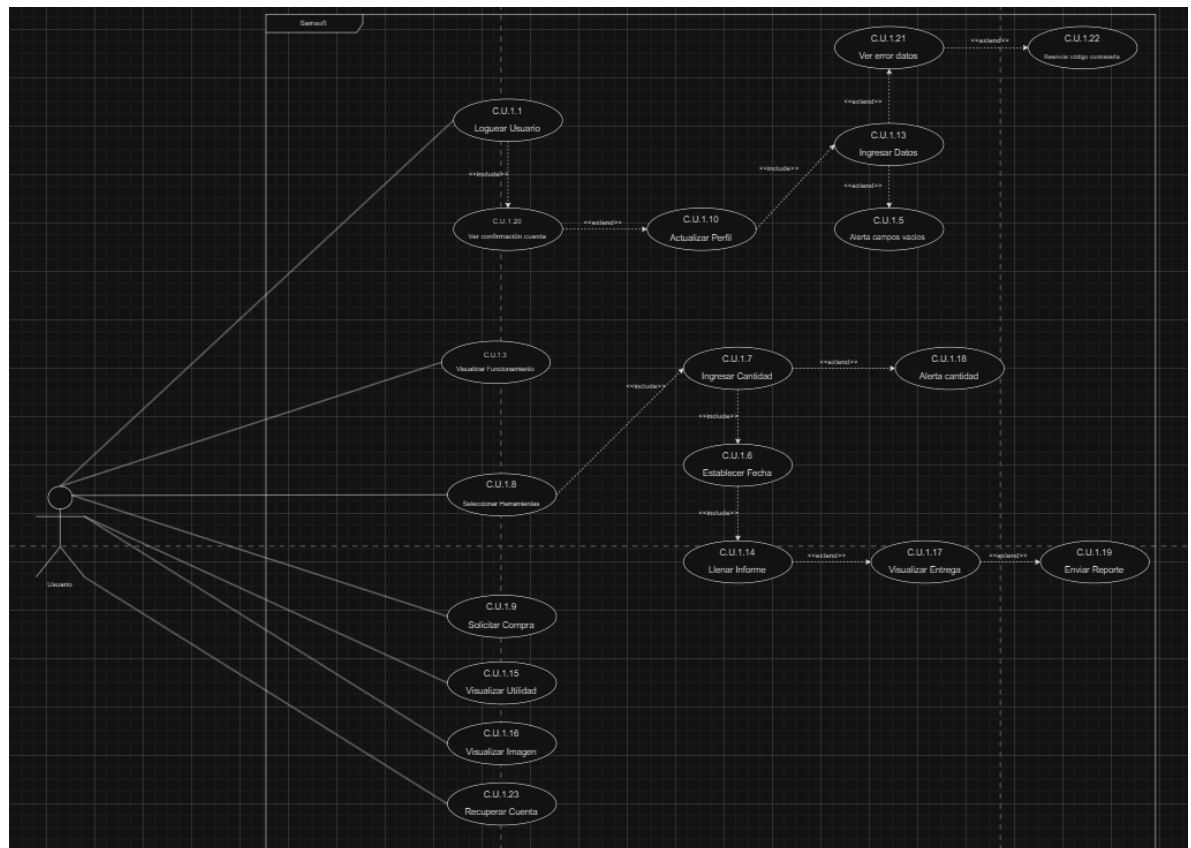 Samsoft
C.U.1.21
Ver error datos
<<extend>>
C.U.1.22
Reenviar código contraseña
<<extend>>
C.U.1.1
Loguear Usuario
C.U.1.13
Ingresar Datos
<<include>>
<<include>>
<<extend>>
C.U.1.20
Ver confirmación cuenta
<<extend>>
C.U.1.10
Actualizar Perfil
C.U.1.5
Alerta campos vacíos
C.U.1.3
Visualizar Funcionamiento
C.U.1.7
Ingresar Cantidad
<<extend>>
C.U.1.18
Alerta cantidad
<<include>>
<<include>>
C.U.1.6
Establecer Fecha
C.U.1.8
Seleccionar Herramientas
<<include>>
C.U.1.14
Llenar Informe
<<extend>>
C.U.1.17
Visualizar Entrega
<<extend>>
C.U.1.19
Enviar Reporte
Usuario
C.U.1.9
Solicitar Compra
C.U.1.15
Visualizar Utilidad
C.U.1.16
Visualizar Imagen
C.U.1.23
Recuperar Cuenta